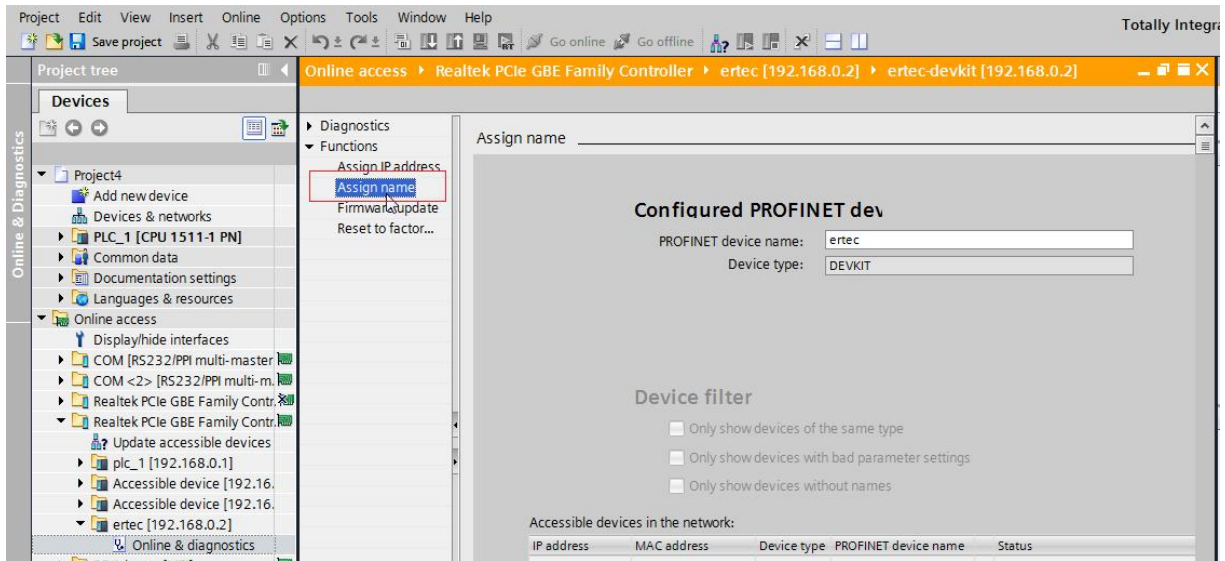 Project Edit View Insert Online Options Tools Window Help
Totally Integra
Save project Go online Go offline
Project tree
Online access Realtek PCIe GBE Family Controller ertec [192.168.0.2] ertec-devkit [192.168.0.2]
Devices
Online & Diagnostics
Project4
Add new device
Devices & networks
PLC_1 [CPU 1511-1 PN]
Common data
Documentation settings
Languages & resources
Online access
Display/hide interfaces
COM [RS232/PPI multi-master
COM <2> [RS232/PPI multi-m.
Realtek PCIe GBE Family Contr.
Realtek PCIe GBE Family Contr.
Update accessible devices
plc_1 [192.168.0.1]
Accessible device [192.16.
Accessible device [192.16.
ertec [192.168.0.2]
Online & diagnostics
Diagnostics
Functions
Assign IP address
Assign name
Firmware update
Reset to factor...
Assign name
Configured PROFINET dev
PROFINET device name: ertec
Device type: DEVKIT
Device filter
Only show devices of the same type
Only show devices with bad parameter settings
Only show devices without names
Accessible devices in the network:
IP address MAC address Device type PROFINET device name Status